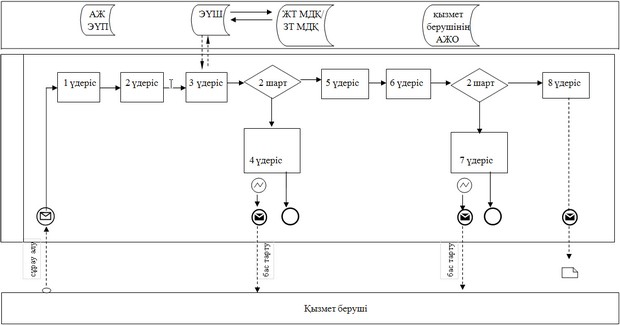 АЖ
ЭҮП
ЭҮШ
ЖТ МДҚ/
ЗТ МДҚ
қызмет
берушінің
АЖО
1 үдеріс
2 үдеріс
3 үдеріс
2 шарт
5 үдеріс
6 үдеріс
2 шарт
8 үдеріс
4 үдеріс
7 үдеріс
сұрау алу
бас тарту
бас тарту
Қызмет беруші